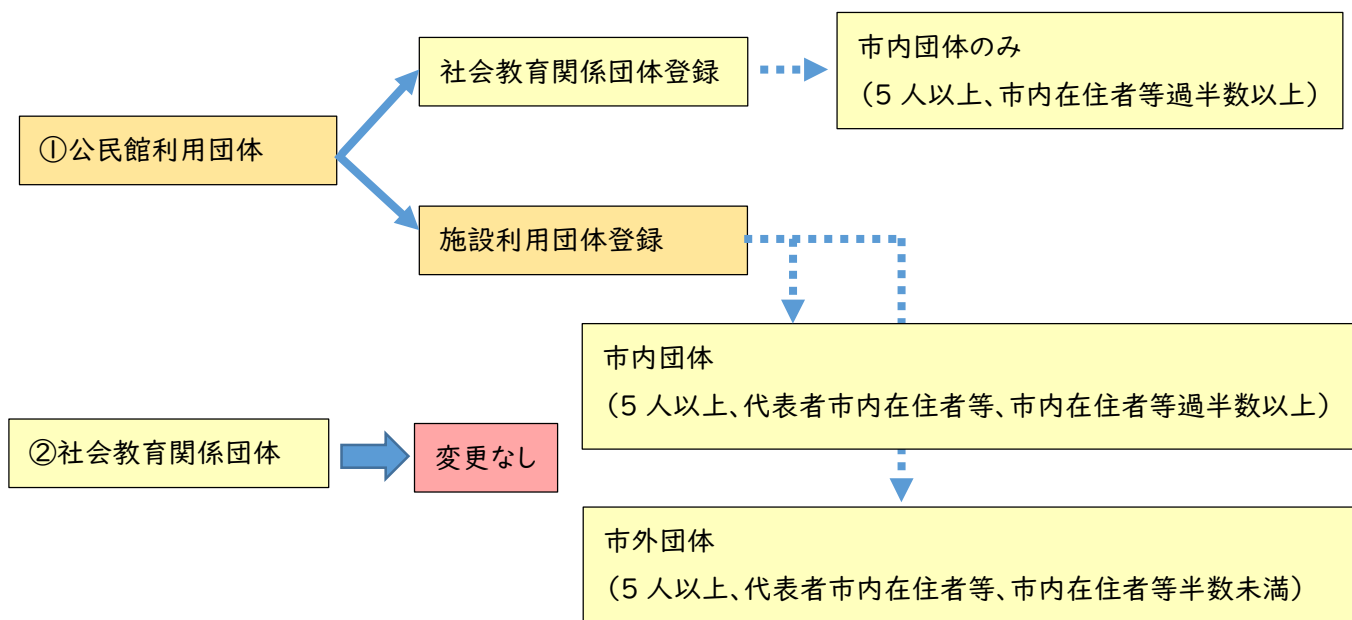 社会教育関係団体登録
市内団体のみ
（5 人以上、市内在住者等過半数以上）
①公民館利用団体
施設利用団体登録
市内団体
（5 人以上、代表者市内在住者等、市内在住者等過半数以上）
②社会教育関係団体
変更なし
市外団体
（5 人以上、代表者市内在住者等、市内在住者等半数未満）